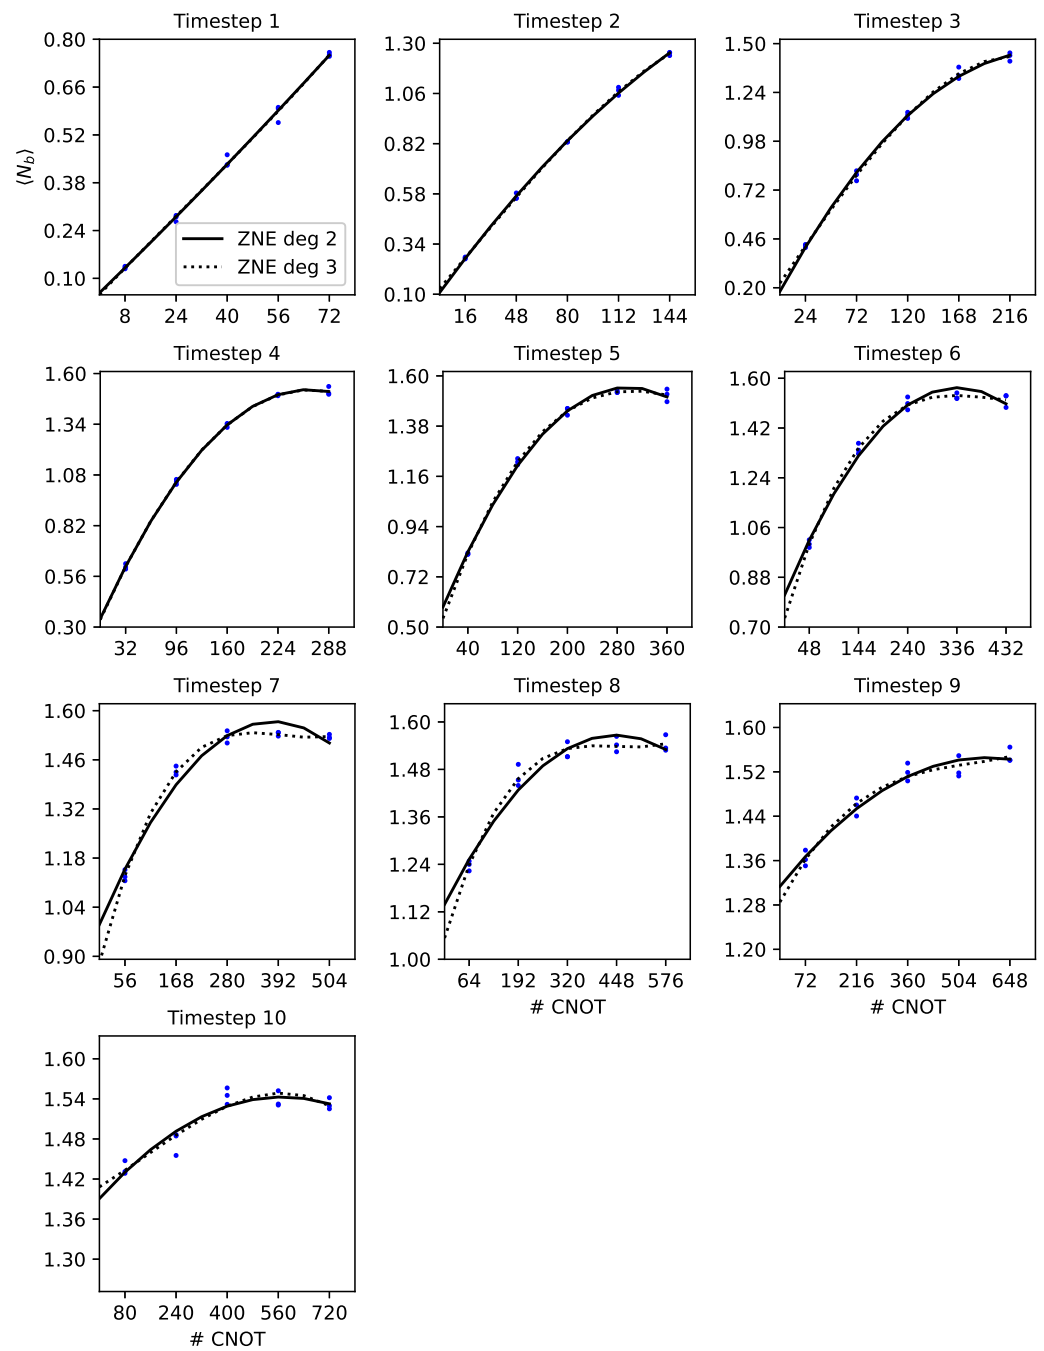 Timestep 1
Timestep 2
Timestep 3
0.80
0.66
0.52
0.38
0.24
0.10
⟨N_b⟩
ZNE deg 2
ZNE deg 3
8 24 40 56 72
1.30
1.06
0.82
0.58
0.34
0.10
16 48 80 112 144
1.50
1.24
0.98
0.72
0.46
0.20
24 72 120 168 216
Timestep 4
Timestep 5
Timestep 6
1.60
1.34
1.08
0.82
0.56
0.30
32 96 160 224 288
1.60
1.38
1.16
0.94
0.72
0.50
40 120 200 280 360
1.60
1.42
1.24
1.06
0.88
0.70
48 144 240 336 432
Timestep 7
Timestep 8
Timestep 9
1.60
1.46
1.32
1.18
1.04
0.90
56 168 280 392 504
1.60
1.48
1.36
1.24
1.12
1.00
64 192 320 448 576
# CNOT
1.60
1.52
1.44
1.36
1.28
1.20
72 216 360 504 648
# CNOT
Timestep 10
1.60
1.54
1.48
1.42
1.36
1.30
80 240 400 560 720
# CNOT